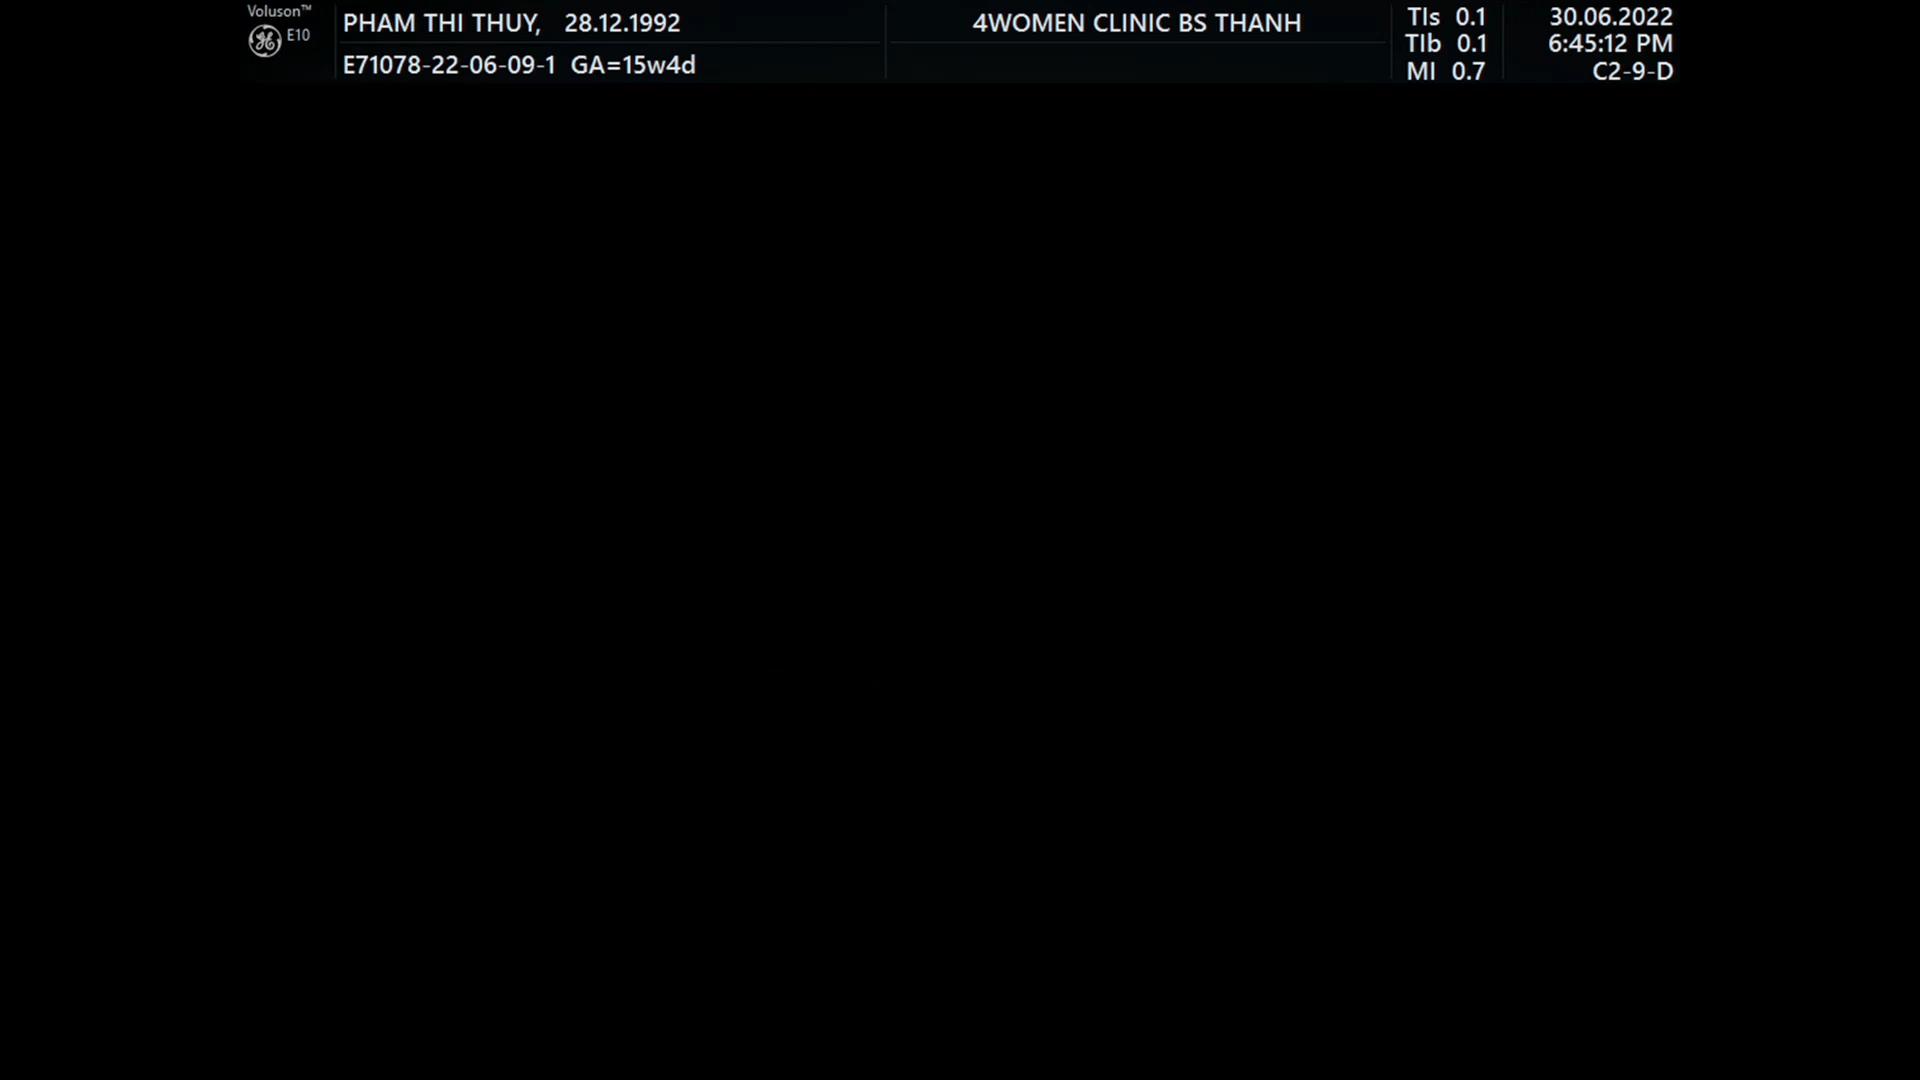 Voluson™
E10
PHAM THI THUY, 28.12.1992
E71078-22-06-09-1 GA=15w4d
4WOMEN CLINIC BS THANH
TIs 0.1
TIb 0.1
MI 0.7
30.06.2022
6:45:12 PM
C2-9-D